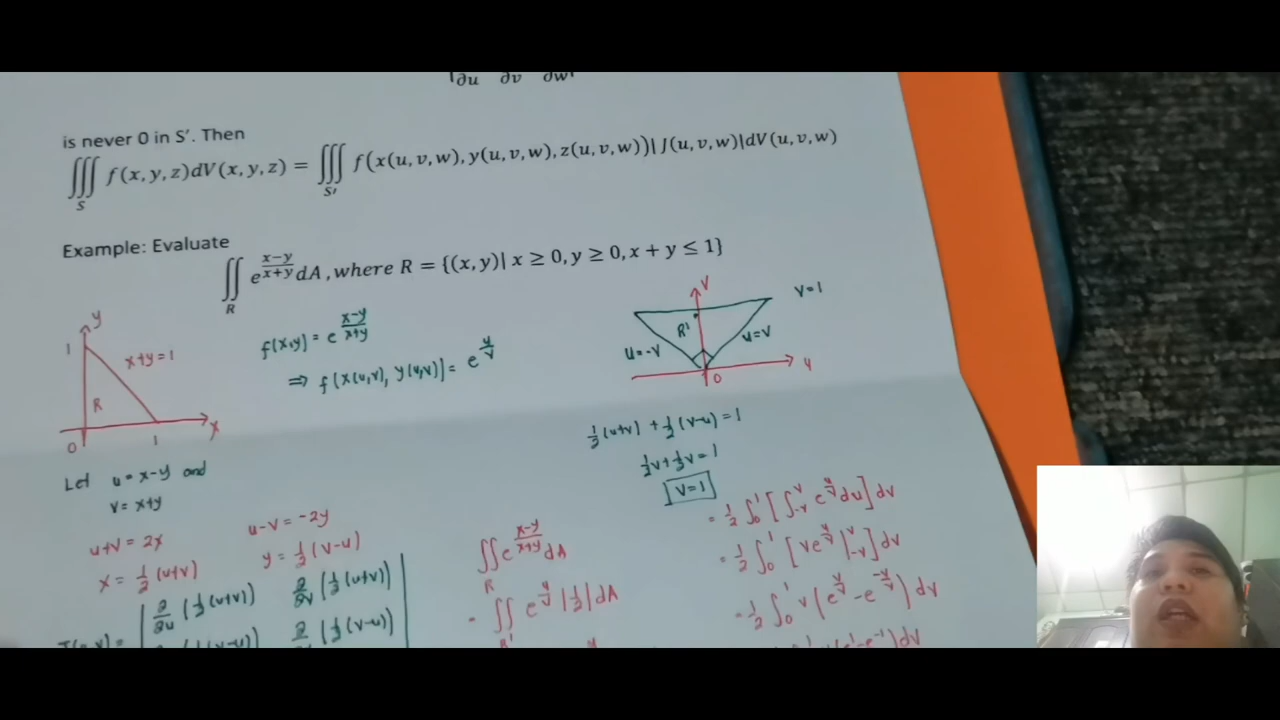 ∂u ∂v ∂w
is never 0 in S′. Then
∭_S f(x, y, z)dV(x, y, z) = ∭_S′ f(x(u, v, w), y(u, v, w), z(u, v, w))| J(u, v, w)|dV(u, v, w)
Example: Evaluate
∬_R e^((x−y)/(x+y)) dA, where R = {(x, y)| x ≥ 0, y ≥ 0, x + y ≤ 1}
y
1
x+y=1
R
0
1
x
f(x,y) = e^((x-y)/(x+y))
⇒ f(x(u,v), y(u,v)) = e^(u/v)
v
v=1
R'
u=-v
u=v
0
u
Let u=x-y and
v=x+y
u+v=2x
x=½(u+v)
u-v=-2y
y=½(v-u)
∂/∂u(½(u+v)) ∂/∂v(½(u+v))
∂/∂v(½(v-u))
½(u+v)+½(v-u)=1
½v+½v=1
v=1
∬_R e^((x-y)/(x+y)) dA
= ∬_R' e^(u/v) |½| dA
= ½∫₀¹ [∫_-v^v e^(u/v) du] dv
= ½∫₀¹ [ve^(u/v)|_-v^v] dv
= ½∫₀¹ v(e^(v/v) - e^(-v/v)) dv